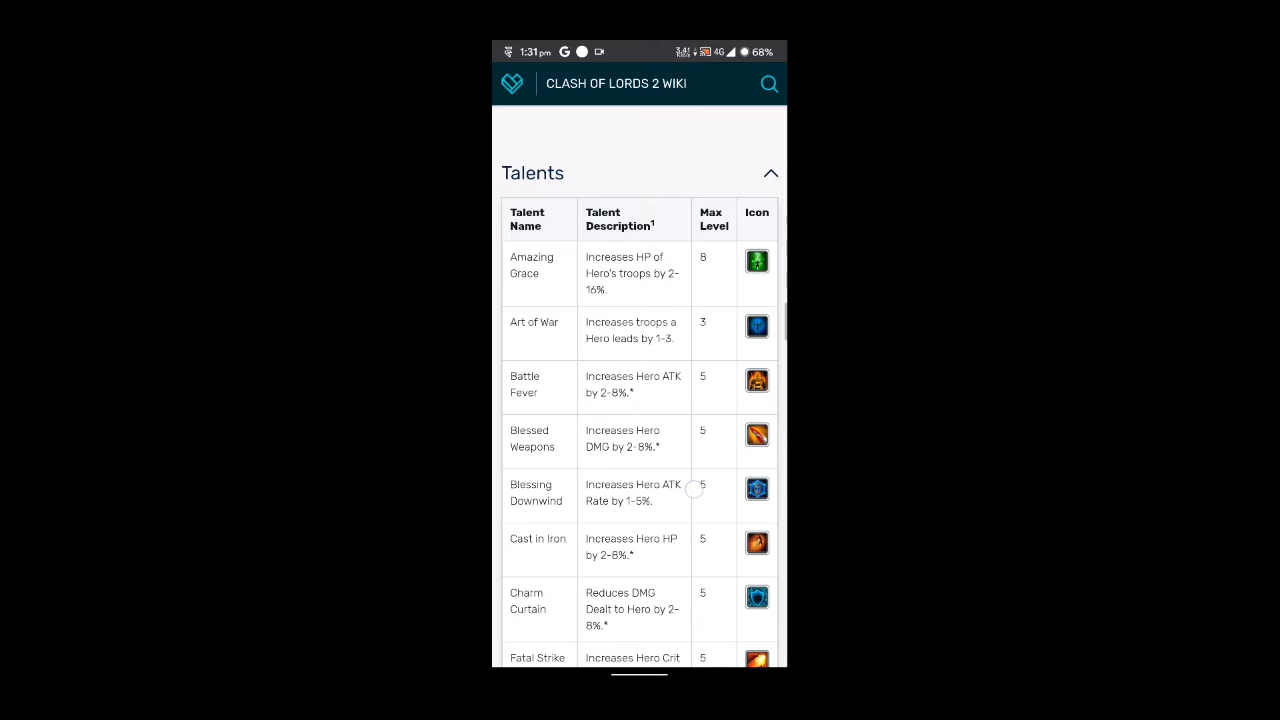 1:31pm
3.41
4G
68%
CLASH OF LORDS 2 WIKI
Talents
Talent
Name
Talent
Description1
Max
Level
Icon
Amazing
Grace
Increases HP of
Hero's troops by 2-
16%.
8
Art of War
Increases troops a
Hero leads by 1-3.
3
Battle
Fever
Increases Hero ATK
by 2-8%.*
5
Blessed
Weapons
Increases Hero
DMG by 2-8%.*
5
Blessing
Downwind
Increases Hero ATK
Rate by 1-5%.
5
Cast in Iron
Increases Hero HP
by 2-8%.*
5
Charm
Curtain
Reduces DMG
Dealt to Hero by 2-
8%.*
5
Fatal Strike
Increases Hero Crit
5